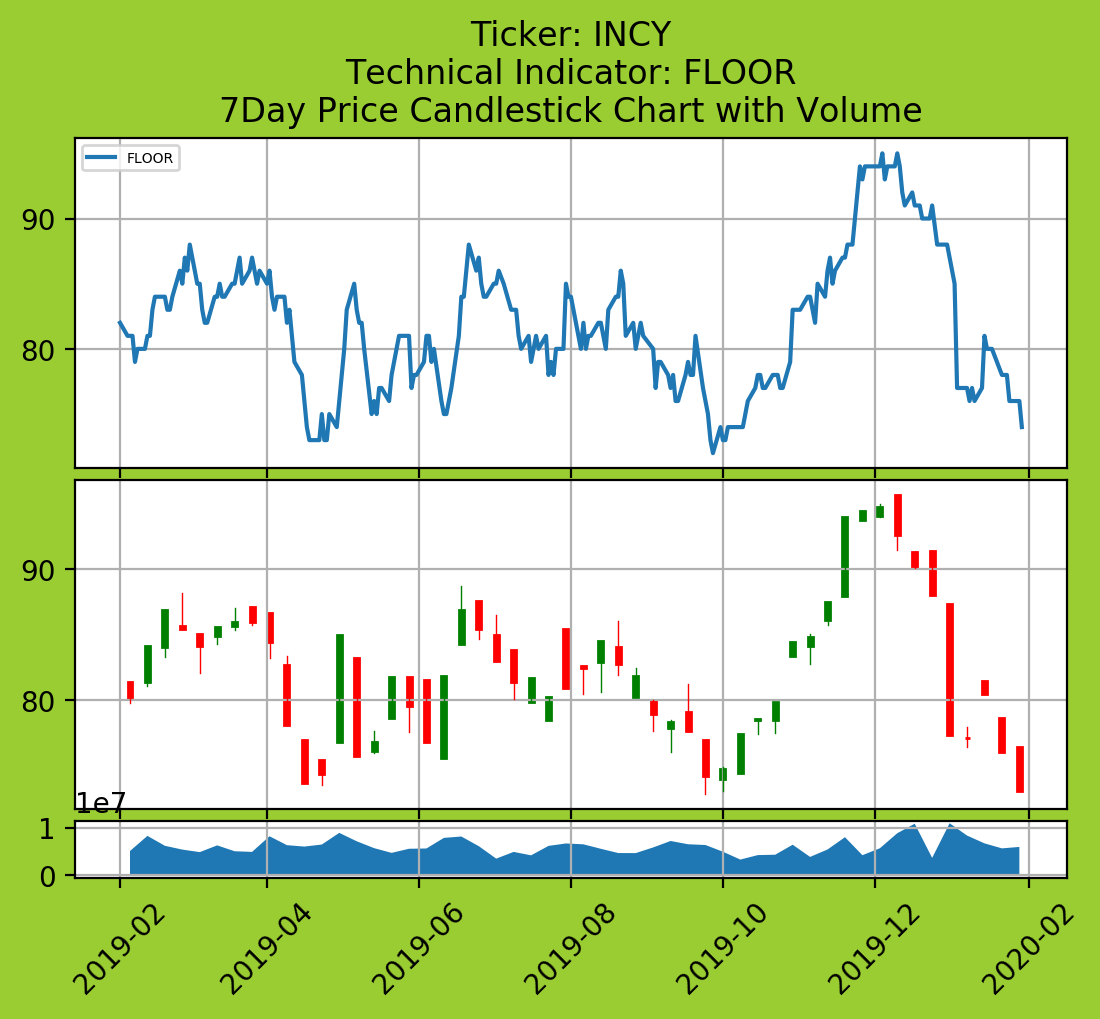 Ticker: INCY
Technical Indicator: FLOOR
7Day Price Candlestick Chart with Volume
FLOOR
90
80
90
80
1e7
1
0
2019-02
2019-04
2019-06
2019-08
2019-10
2019-12
2020-02